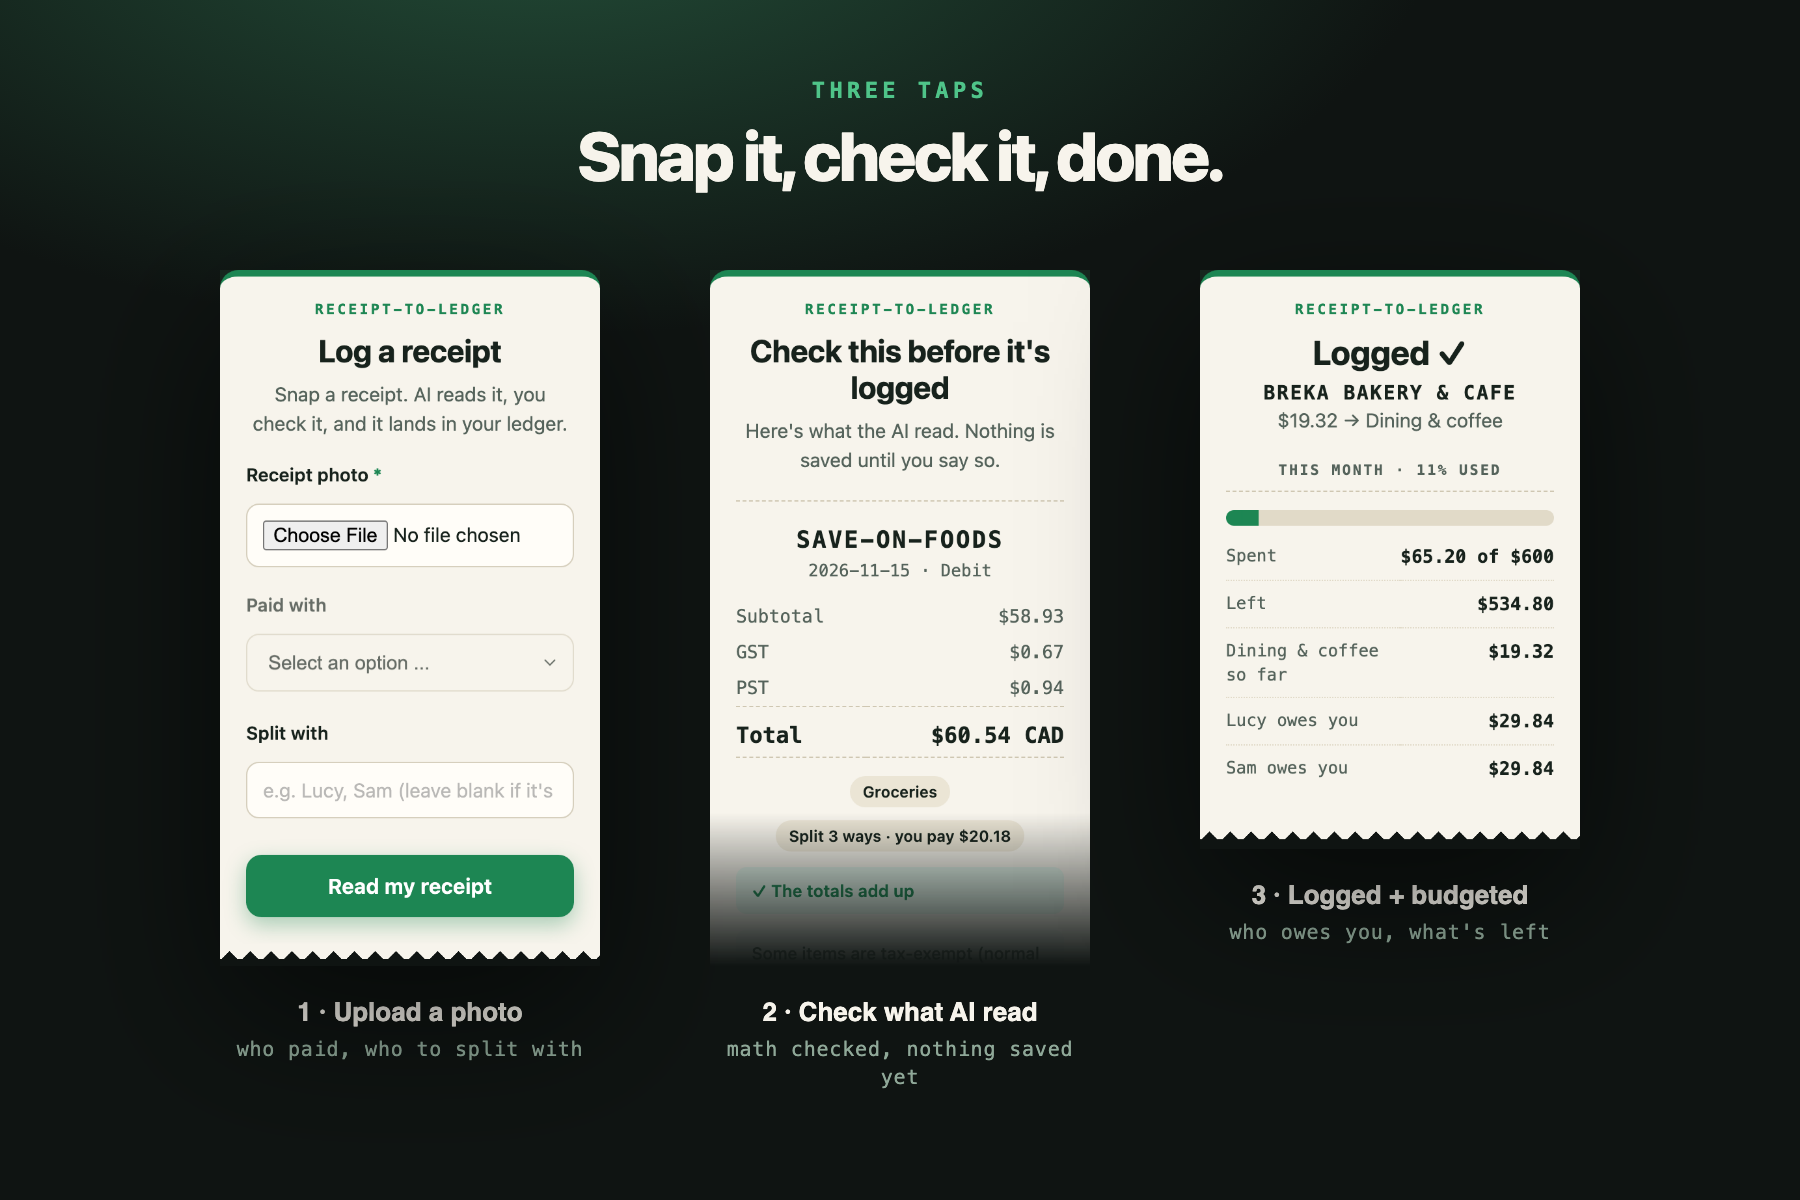 THREE TAPS
Snap it, check it, done.
RECEIPT-TO-LEDGER
Log a receipt
Snap a receipt. AI reads it, you
check it, and it lands in your ledger.
Receipt photo *
Choose File No file chosen
Paid with
Select an option ...
Split with
e.g. Lucy, Sam (leave blank if it's
Read my receipt
1 · Upload a photo
who paid, who to split with
RECEIPT-TO-LEDGER
Check this before it's
logged
Here's what the AI read. Nothing is
saved until you say so.
SAVE-ON-FOODS
2026-11-15 · Debit
Subtotal $58.93
GST $0.67
PST $0.94
Total $60.54 CAD
Groceries
Split 3 ways · you pay $20.18
✓ The totals add up
Some items are tax-exempt (normal
2 · Check what AI read
math checked, nothing saved
yet
RECEIPT-TO-LEDGER
Logged ✓
BREKA BAKERY & CAFE
$19.32 → Dining & coffee
THIS MONTH · 11% USED
Spent $65.20 of $600
Left $534.80
Dining & coffee $19.32
so far
Lucy owes you $29.84
Sam owes you $29.84
3 · Logged + budgeted
who owes you, what's left